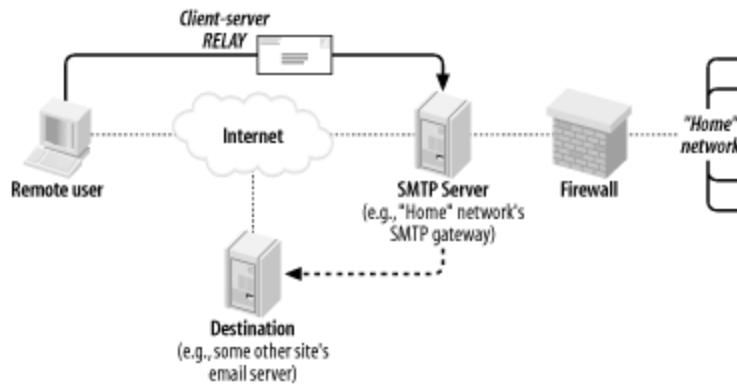 Client-server
RELAY
Internet
"Home"
network
Remote user
SMTP Server
(e.g., "Home" network's
SMTP gateway)
Firewall
Destination
(e.g., some other site's
email server)